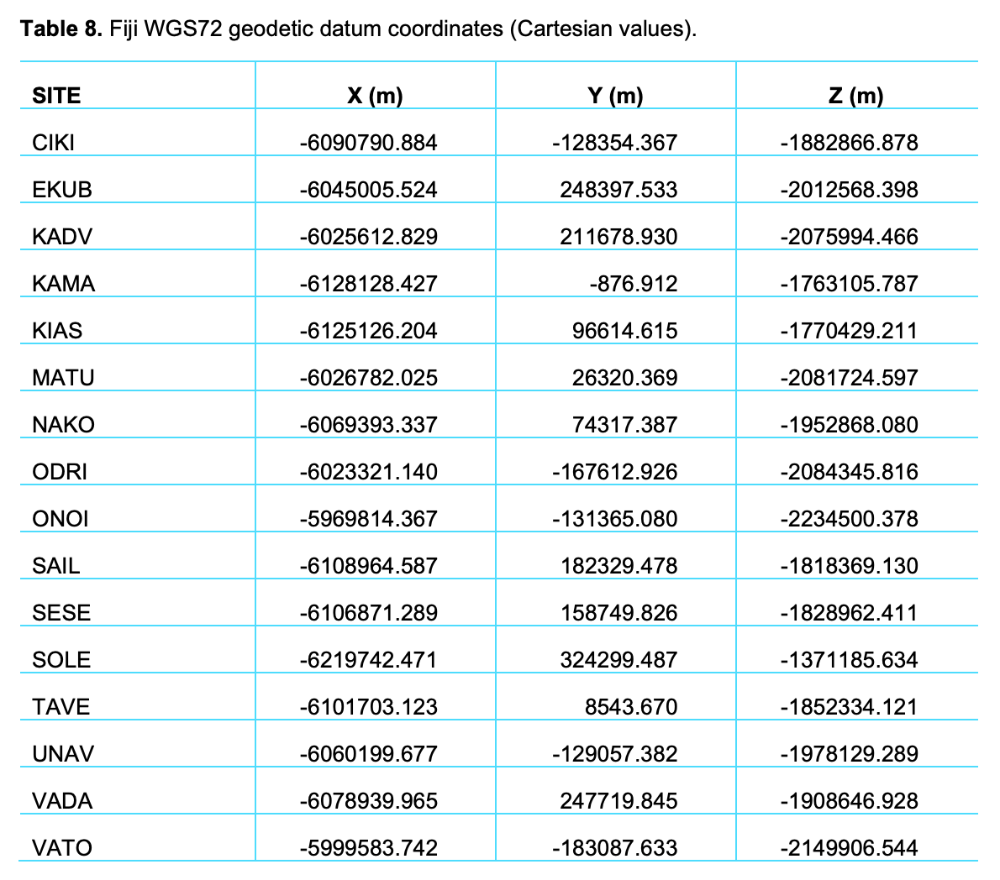 Table 8. Fiji WGS72 geodetic datum coordinates (Cartesian values).
SITE X (m) Y (m) Z (m)
CIKI -6090790.884 -128354.367 -1882866.878
EKUB -6045005.524 248397.533 -2012568.398
KADV -6025612.829 211678.930 -2075994.466
KAMA -6128128.427 -876.912 -1763105.787
KIAS -6125126.204 96614.615 -1770429.211
MATU -6026782.025 26320.369 -2081724.597
NAKO -6069393.337 74317.387 -1952868.080
ODRI -6023321.140 -167612.926 -2084345.816
ONOI -5969814.367 -131365.080 -2234500.378
SAIL -6108964.587 182329.478 -1818369.130
SESE -6106871.289 158749.826 -1828962.411
SOLE -6219742.471 324299.487 -1371185.634
TAVE -6101703.123 8543.670 -1852334.121
UNAV -6060199.677 -129057.382 -1978129.289
VADA -6078939.965 247719.845 -1908646.928
VATO -5999583.742 -183087.633 -2149906.544